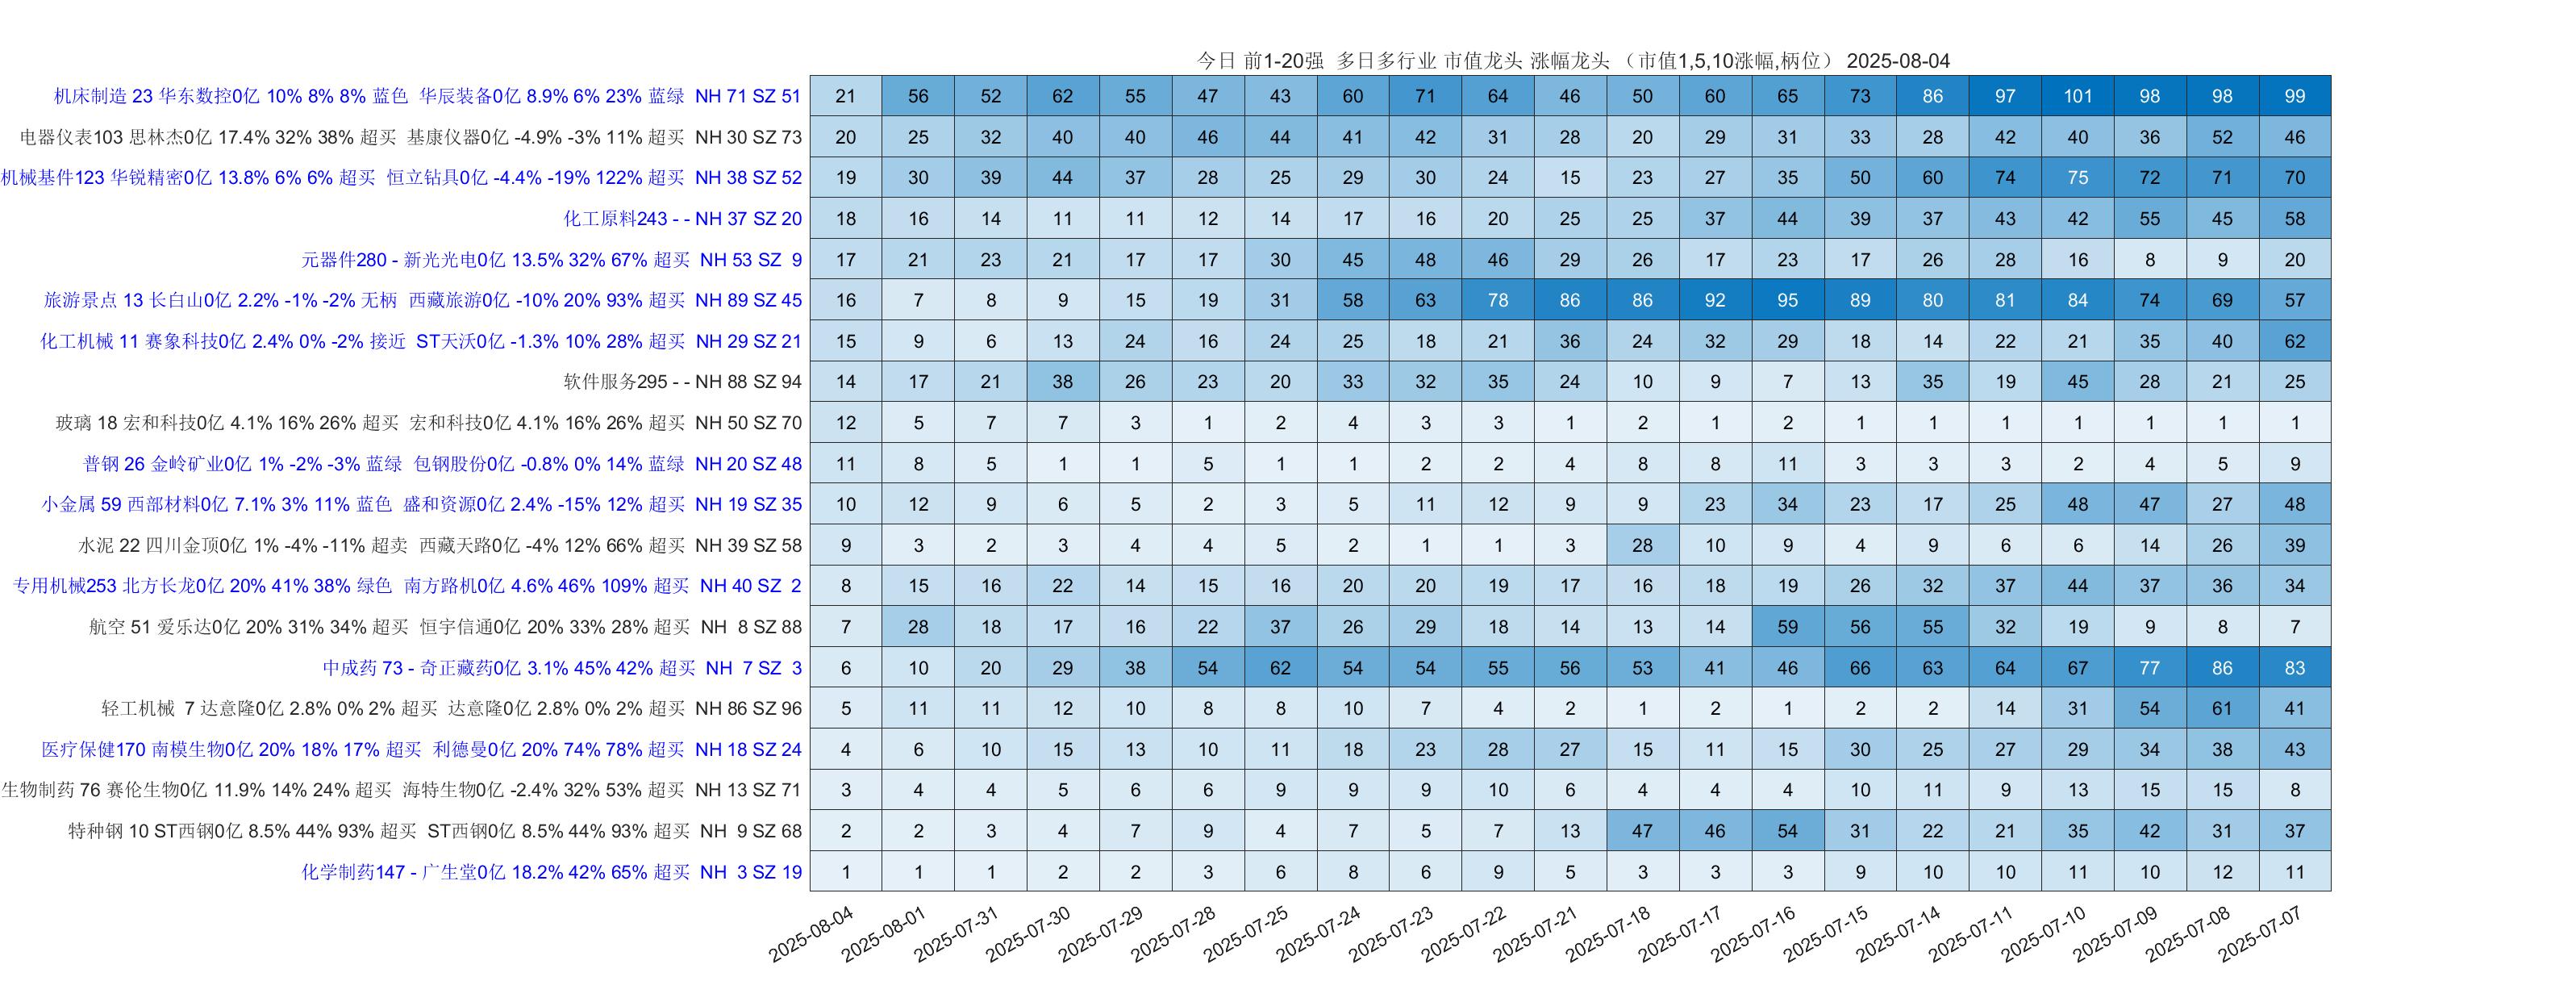 今日 前1-20强 多日多行业 市值龙头 涨幅龙头 （市值1,5,10涨幅,柄位） 2025-08-04
机床制造 23 华东数控0亿 10% 8% 8% 蓝色 华辰装备0亿 8.9% 6% 23% 蓝绿 NH 71 SZ 51 21 56 52 62 55 47 43 60 71 64 46 50 60 65 73 86 97 101 98 98 99
电器仪表103 思林杰0亿 17.4% 32% 38% 超买 基康仪器0亿 -4.9% -3% 11% 超买 NH 30 SZ 73 20 25 32 40 40 46 44 41 42 31 28 20 29 31 33 28 42 40 36 52 46
机械基件123 华锐精密0亿 13.8% 6% 6% 超买 恒立钻具0亿 -4.4% -19% 122% 超买 NH 38 SZ 52 19 30 39 44 37 28 25 29 30 24 15 23 27 35 50 60 74 75 72 71 70
化工原料243 - - NH 37 SZ 20 18 16 14 11 11 12 14 17 16 20 25 25 37 44 39 37 43 42 55 45 58
元器件280 - 新光光电0亿 13.5% 32% 67% 超买 NH 53 SZ 9 17 21 23 21 17 17 30 45 48 46 29 26 17 23 17 26 28 16 8 9 20
旅游景点 13 长白山0亿 2.2% -1% -2% 无柄 西藏旅游0亿 -10% 20% 93% 超买 NH 89 SZ 45 16 7 8 9 15 19 31 58 63 78 86 86 92 95 89 80 81 84 74 69 57
化工机械 11 赛象科技0亿 2.4% 0% -2% 接近 ST天沃0亿 -1.3% 10% 28% 超买 NH 29 SZ 21 15 9 6 13 24 16 24 25 18 21 36 24 32 29 18 14 22 21 35 40 62
软件服务295 - - NH 88 SZ 94 14 17 21 38 26 23 20 33 32 35 24 10 9 7 13 35 19 45 28 21 25
玻璃 18 宏和科技0亿 4.1% 16% 26% 超买 宏和科技0亿 4.1% 16% 26% 超买 NH 50 SZ 70 12 5 7 7 3 1 2 4 3 3 1 2 1 2 1 1 1 1 1 1 1
普钢 26 金岭矿业0亿 1% -2% -3% 蓝绿 包钢股份0亿 -0.8% 0% 14% 蓝绿 NH 20 SZ 48 11 8 5 1 1 5 1 1 2 2 4 8 8 11 3 3 3 2 4 5 9
小金属 59 西部材料0亿 7.1% 3% 11% 蓝色 盛和资源0亿 2.4% -15% 12% 超买 NH 19 SZ 35 10 12 9 6 5 2 3 5 11 12 9 9 23 34 23 17 25 48 47 27 48
水泥 22 四川金顶0亿 1% -4% -11% 超卖 西藏天路0亿 -4% 12% 66% 超买 NH 39 SZ 58 9 3 2 3 4 4 5 2 1 1 3 28 10 9 4 9 6 6 14 26 39
专用机械253 北方长龙0亿 20% 41% 38% 绿色 南方路机0亿 4.6% 46% 109% 超买 NH 40 SZ 2 8 15 16 22 14 15 16 20 20 19 17 16 18 19 26 32 37 44 37 36 34
航空 51 爱乐达0亿 20% 31% 34% 超买 恒宇信通0亿 20% 33% 28% 超买 NH 8 SZ 88 7 28 18 17 16 22 37 26 29 18 14 13 14 59 56 55 32 19 9 8 7
中成药 73 - 奇正藏药0亿 3.1% 45% 42% 超买 NH 7 SZ 3 6 10 20 29 38 54 62 54 54 55 56 53 41 46 66 63 64 67 77 86 83
轻工机械 7 达意隆0亿 2.8% 0% 2% 超买 达意隆0亿 2.8% 0% 2% 超买 NH 86 SZ 96 5 11 11 12 10 8 8 10 7 4 2 1 2 1 2 2 14 31 54 61 41
医疗保健170 南模生物0亿 20% 18% 17% 超买 利德曼0亿 20% 74% 78% 超买 NH 18 SZ 24 4 6 10 15 13 10 11 18 23 28 27 15 11 15 30 25 27 29 34 38 43
生物制药 76 赛伦生物0亿 11.9% 14% 24% 超买 海特生物0亿 -2.4% 32% 53% 超买 NH 13 SZ 71 3 4 4 5 6 6 9 9 9 10 6 4 4 4 10 11 9 13 15 15 8
特种钢 10 ST西钢0亿 8.5% 44% 93% 超买 ST西钢0亿 8.5% 44% 93% 超买 NH 9 SZ 68 2 2 3 4 7 9 4 7 5 7 13 47 46 54 31 22 21 35 42 31 37
化学制药147 - 广生堂0亿 18.2% 42% 65% 超买 NH 3 SZ 19 1 1 1 2 2 3 6 8 6 9 5 3 3 3 9 10 10 11 10 12 11
2025-08-04 2025-08-01 2025-07-31 2025-07-30 2025-07-29 2025-07-28 2025-07-25 2025-07-24 2025-07-23 2025-07-22 2025-07-21 2025-07-18 2025-07-17 2025-07-16 2025-07-15 2025-07-14 2025-07-11 2025-07-10 2025-07-09 2025-07-08 2025-07-07